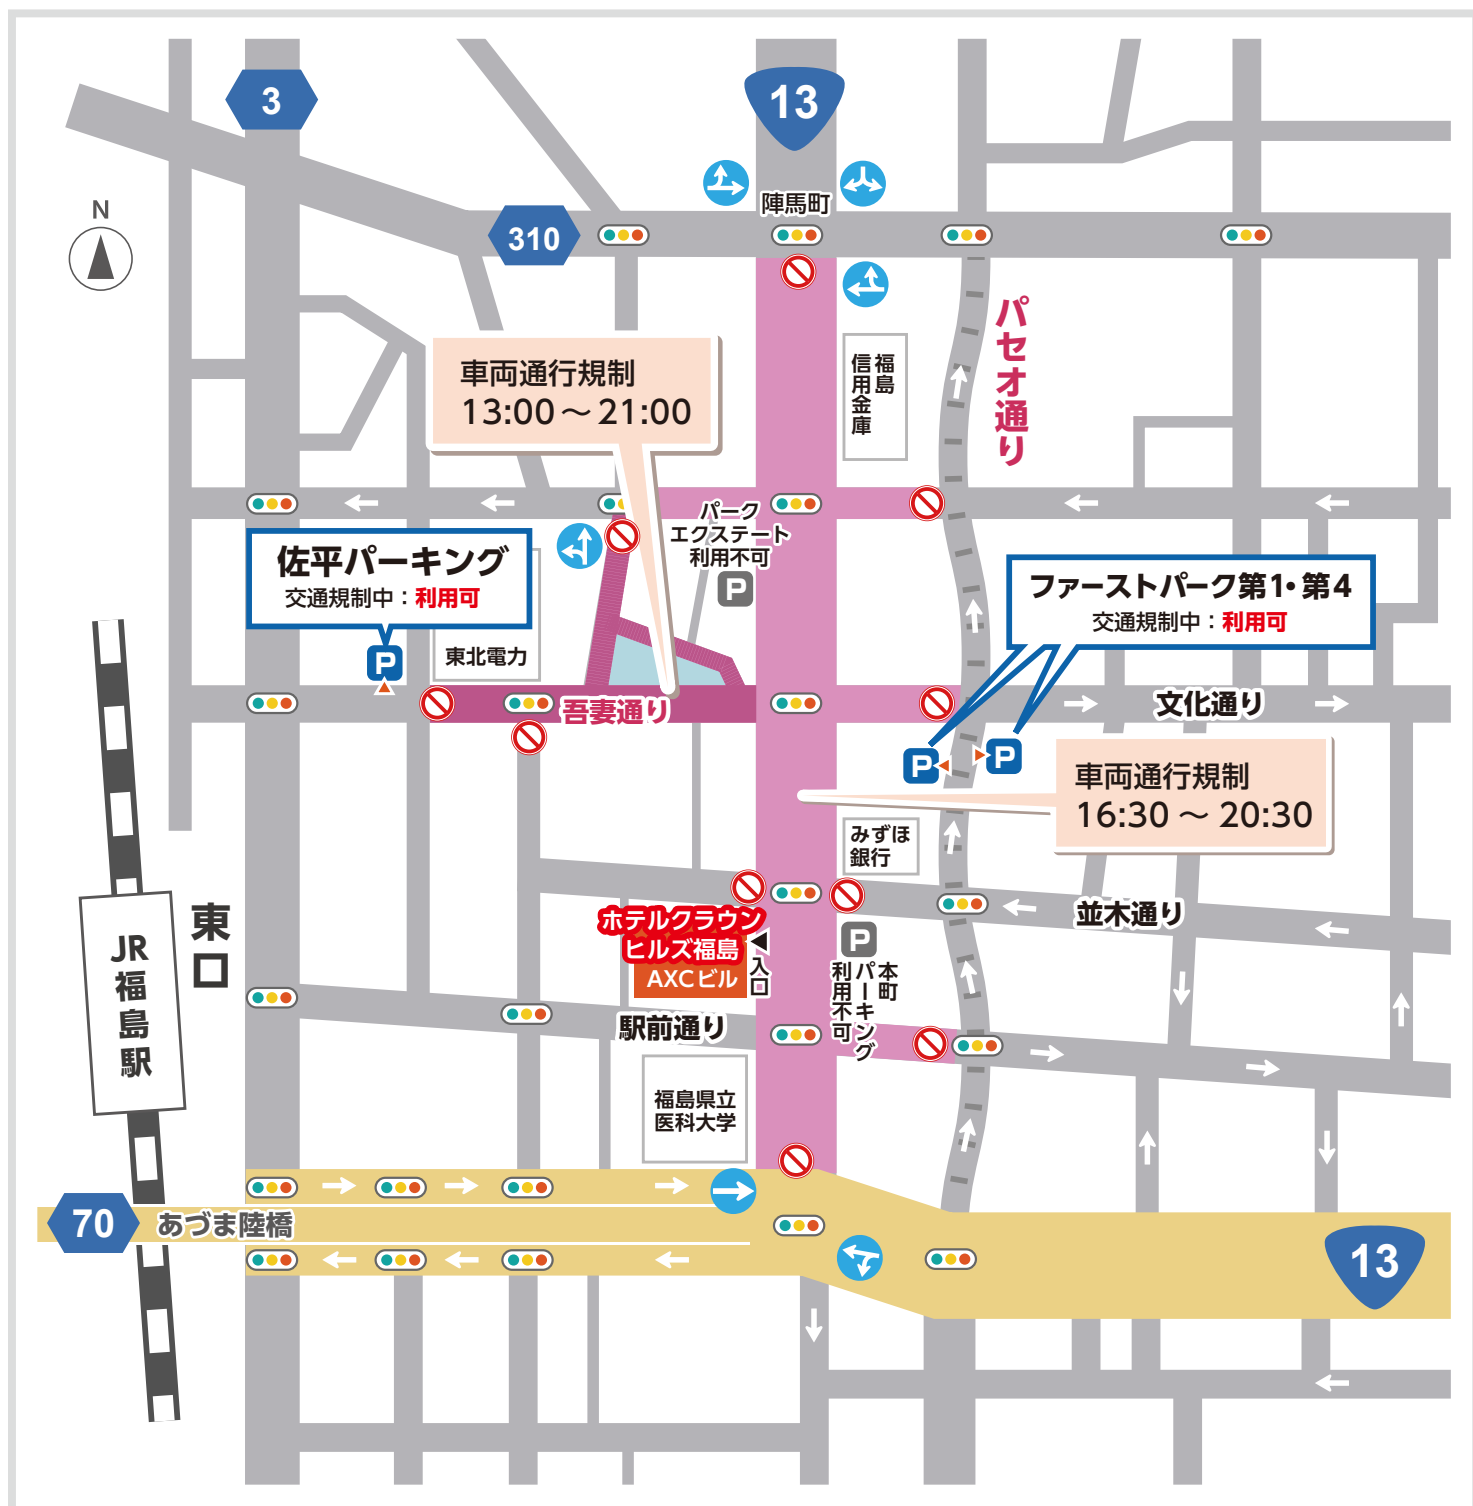 3
13
N
陣馬町
310
パセオ通り
車両通行規制
13:00～21:00
福島
信用金庫
パーク
エクステート
利用不可
P
佐平パーキング
交通規制中：利用可
P
東北電力
ファーストパーク第1・第4
交通規制中：利用可
吾妻通り
文化通り
P
P
車両通行規制
16:30～20:30
みずほ
銀行
東口
ホテルクラウン
ヒルズ福島
AXCビル
入口
P
本町
パーキング
利用不可
並木通り
JR
福島駅
駅前通り
福島県立
医科大学
70
あづま陸橋
13